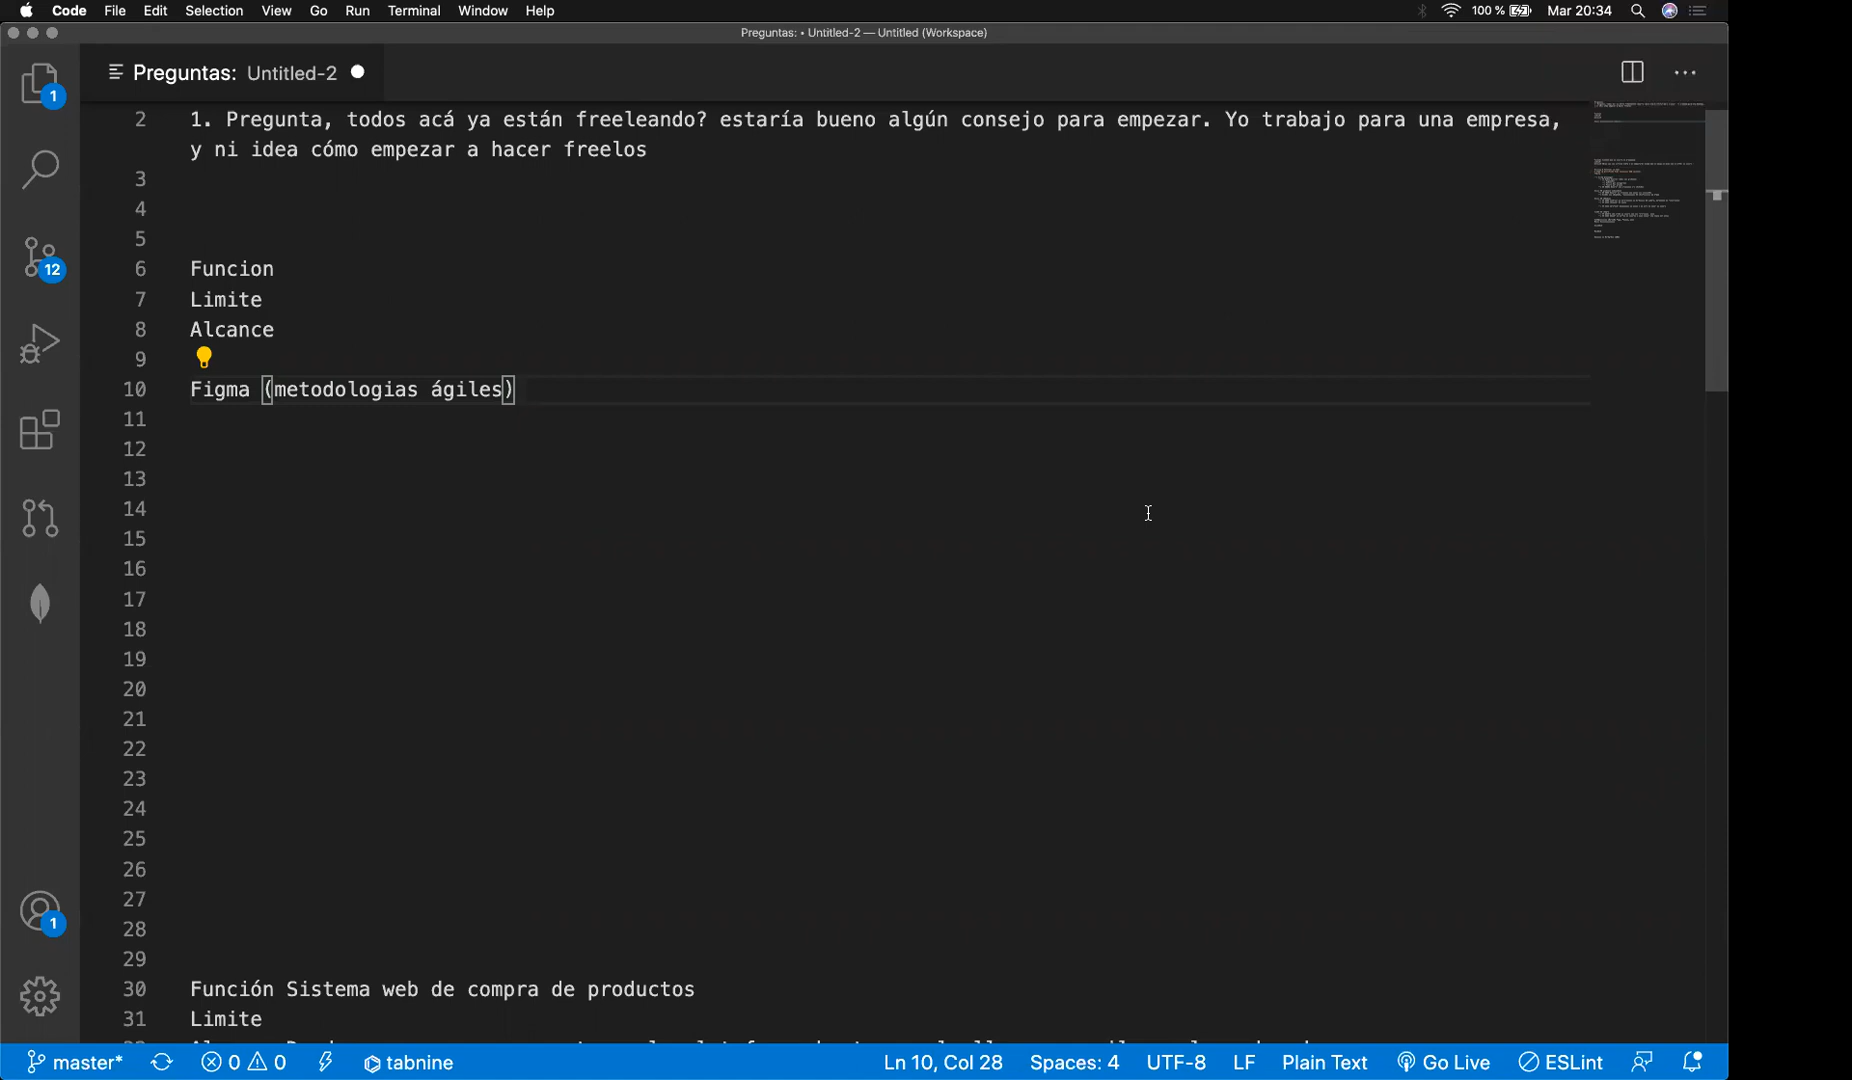 Code File Edit Selection View Go Run Terminal Window Help 100 % Mar 20:34
Preguntas: • Untitled-2 — Untitled (Workspace)
Preguntas: Untitled-2
1
2 1. Pregunta, todos acá ya están freeleando? estaría bueno algún consejo para empezar. Yo trabajo para una empresa,
y ni idea cómo empezar a hacer freelos
3
4
5
12
6 Funcion
7 Limite
8 Alcance
9
10 Figma (metodologias ágiles)
11
12
13
14
15
16
17
18
19
20
21
22
23
24
25
26
27
28
1
29
30 Función Sistema web de compra de productos
31 Limite
master* 0 0 tabnine Ln 10, Col 28 Spaces: 4 UTF-8 LF Plain Text Go Live ESLint